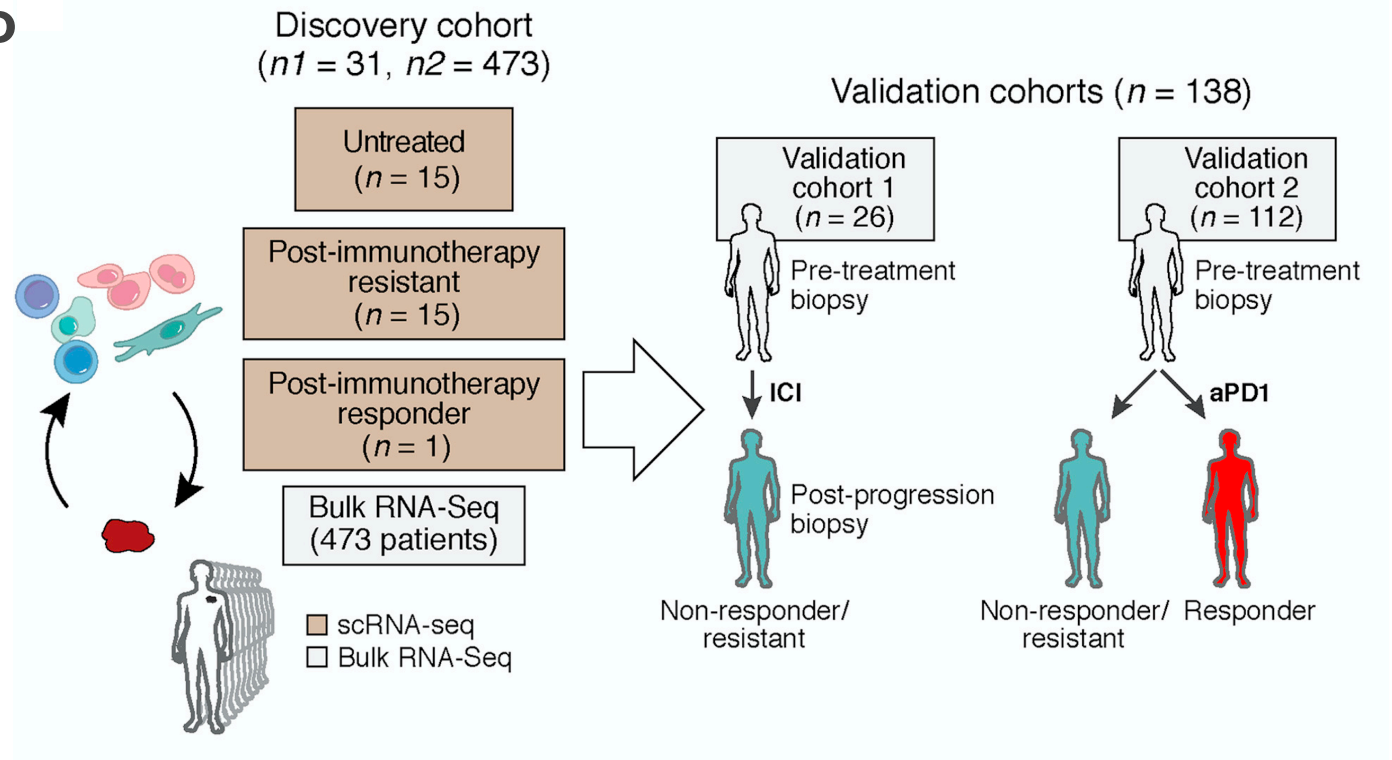 b
Discovery cohort
(n1 = 31, n2 = 473)
Untreated
(n = 15)
Post-immunotherapy
resistant
(n = 15)
Post-immunotherapy
responder
(n = 1)
Bulk RNA-Seq
(473 patients)
scRNA-seq
Bulk RNA-Seq
Validation cohorts (n = 138)
Validation
cohort 1
(n = 26)
Pre-treatment
biopsy
ICI
Post-progression
biopsy
Non-responder/
resistant
Validation
cohort 2
(n = 112)
Pre-treatment
biopsy
aPD1
Non-responder/
resistant
Responder